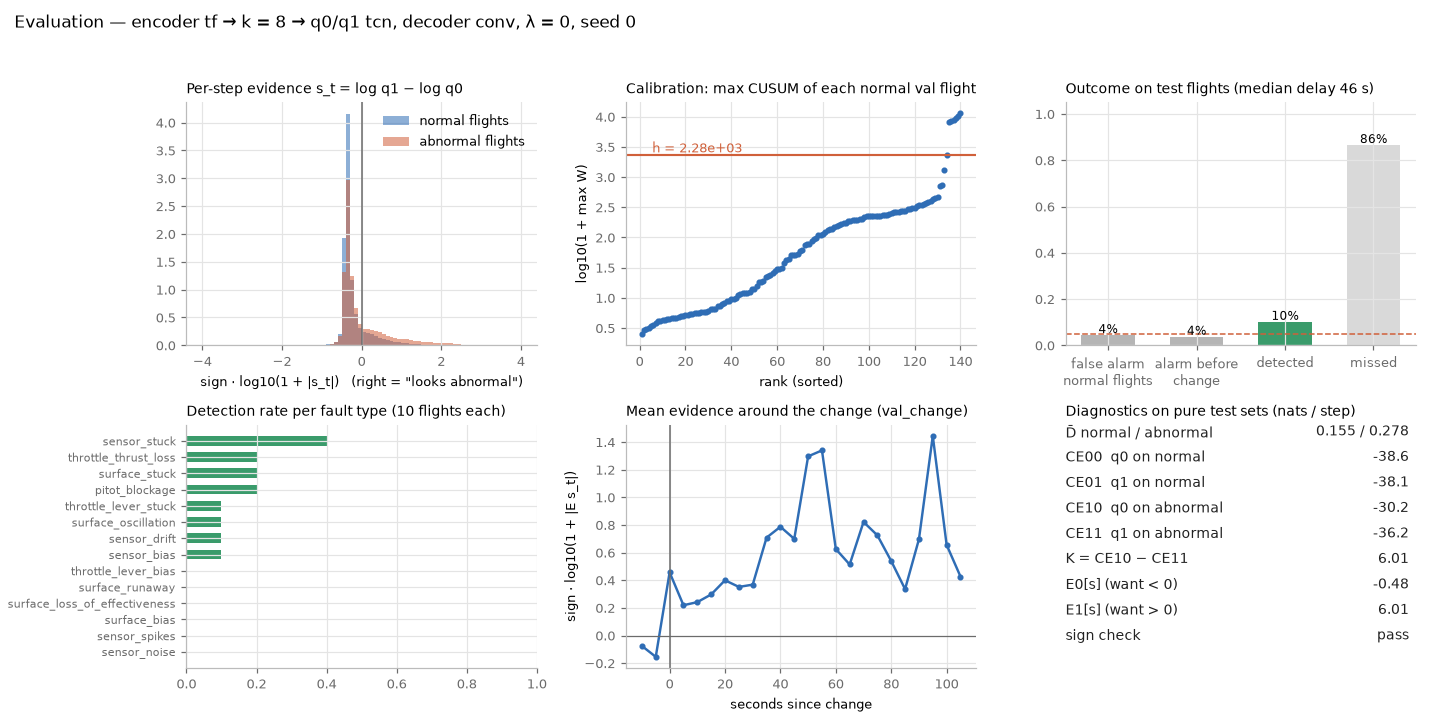 Evaluation — encoder tf → k = 8 → q0/q1 tcn, decoder conv, λ = 0, seed 0
Per-step evidence s_t = log q1 − log q0
normal flights
abnormal flights
4.0
3.5
3.0
2.5
2.0
1.5
1.0
0.5
0.0
−4
−2
0
2
4
sign · log10(1 + |s_t|)   (right = "looks abnormal")
Calibration: max CUSUM of each normal val flight
h = 2.28e+03
log10(1 + max W)
4.0
3.5
3.0
2.5
2.0
1.5
1.0
0.5
0
20
40
60
80
100
120
140
rank (sorted)
Outcome on test flights (median delay 46 s)
1.0
0.8
0.6
0.4
0.2
0.0
4%
4%
10%
86%
false alarm
normal flights
alarm before
change
detected
missed
Detection rate per fault type (10 flights each)
sensor_stuck
throttle_thrust_loss
surface_stuck
pitot_blockage
throttle_lever_stuck
surface_oscillation
sensor_drift
sensor_bias
throttle_lever_bias
surface_runaway
surface_loss_of_effectiveness
surface_bias
sensor_spikes
sensor_noise
0.0
0.2
0.4
0.6
0.8
1.0
Mean evidence around the change (val_change)
sign · log10(1 + |E s_t|)
1.4
1.2
1.0
0.8
0.6
0.4
0.2
0.0
−0.2
0
20
40
60
80
100
seconds since change
Diagnostics on pure test sets (nats / step)
D̄ normal / abnormal 0.155 / 0.278
CE00  q0 on normal -38.6
CE01  q1 on normal -38.1
CE10  q0 on abnormal -30.2
CE11  q1 on abnormal -36.2
K = CE10 − CE11 6.01
E0[s] (want < 0) -0.48
E1[s] (want > 0) 6.01
sign check pass